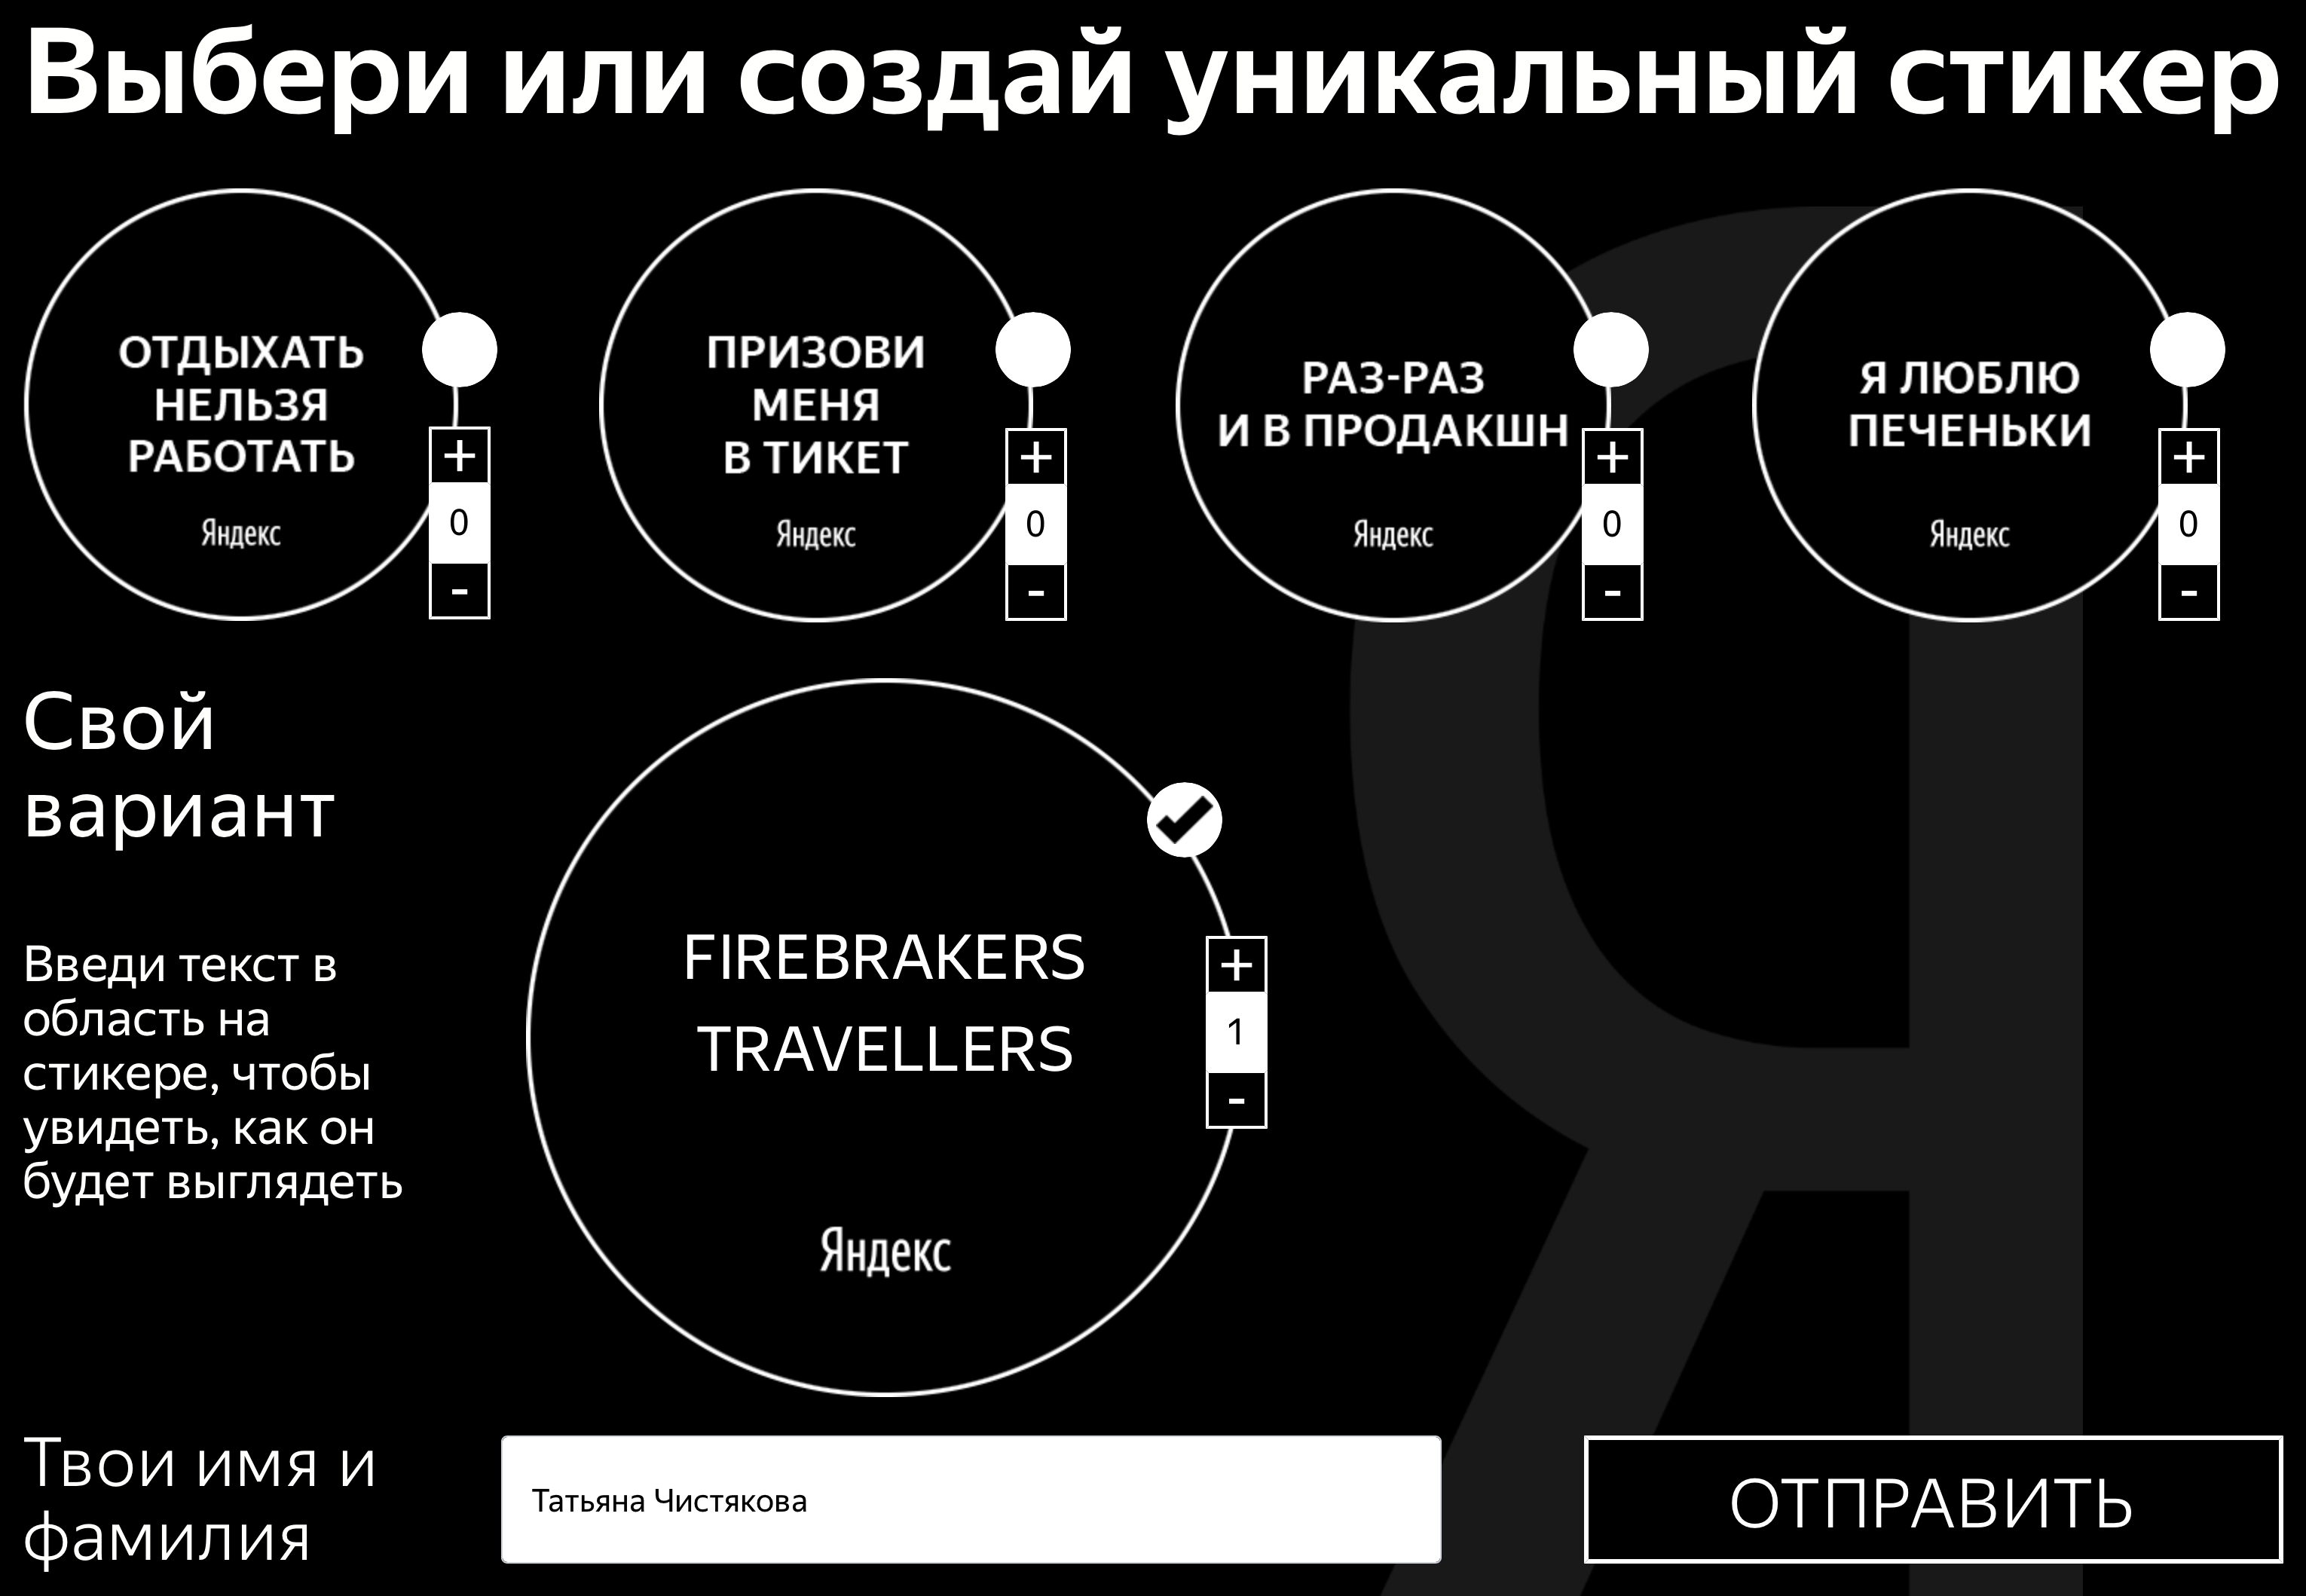 Выбери или создай уникальный стикер
ОТДЫХАТЬ
НЕЛЬЗЯ
РАБОТАТЬ
Яндекс
+
0
-
ПРИЗОВИ
МЕНЯ
В ТИКЕТ
Яндекс
+
0
-
РАЗ-РАЗ
И В ПРОДАКШН
Яндекс
+
0
-
Я ЛЮБЛЮ
ПЕЧЕНЬКИ
Яндекс
+
0
-
Свой
вариант
Введи текст в
область на
стикере, чтобы
увидеть, как он
будет выглядеть
FIREBRAKERS
TRAVELLERS
Яндекс
+
1
-
Я
Твои имя и
фамилия
Татьяна Чистякова
ОТПРАВИТЬ